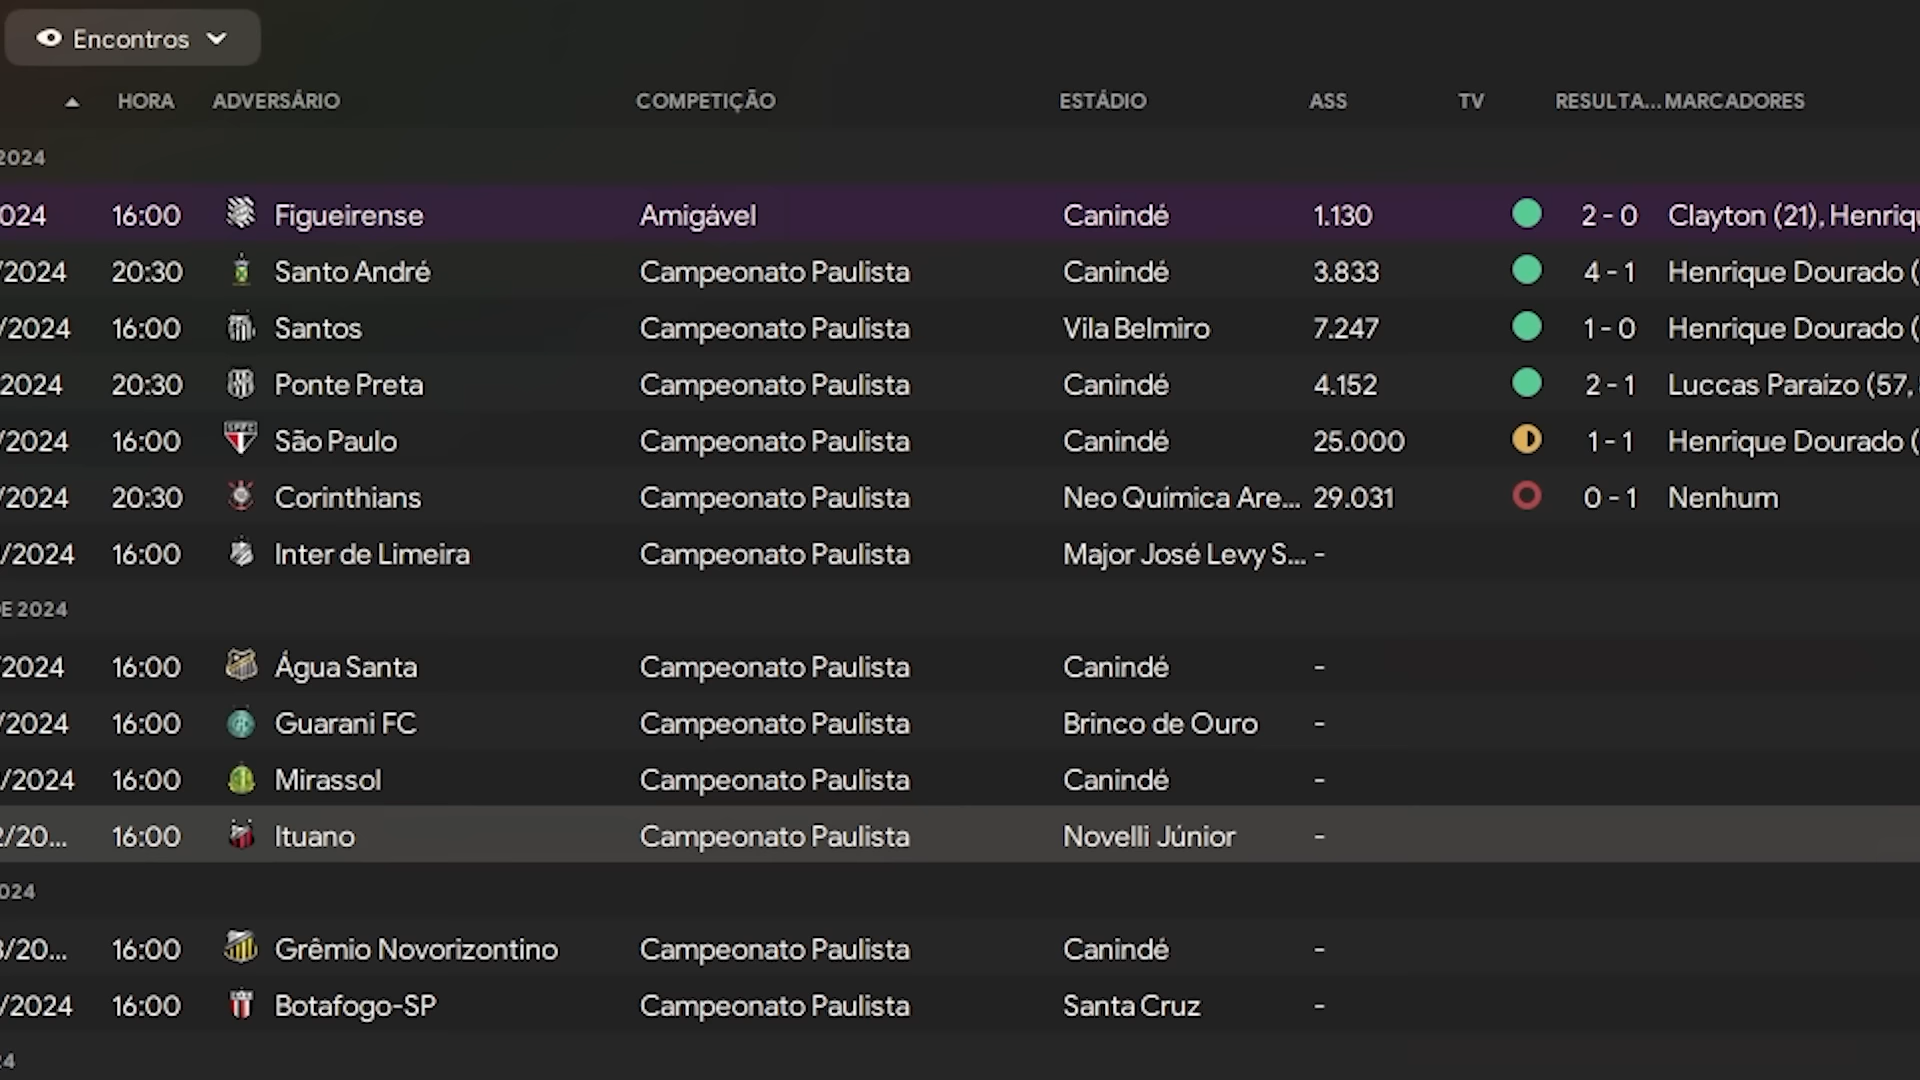 Encontros
HORA ADVERSÁRIO COMPETIÇÃO ESTÁDIO ASS TV RESULTA... MARCADORES
2024
024 16:00 Figueirense Amigável Canindé 1.130 2 - 0 Clayton (21), Henriqu
/2024 20:30 Santo André Campeonato Paulista Canindé 3.833 4 - 1 Henrique Dourado (
/2024 16:00 Santos Campeonato Paulista Vila Belmiro 7.247 1 - 0 Henrique Dourado (
2024 20:30 Ponte Preta Campeonato Paulista Canindé 4.152 2 - 1 Luccas Paraízo (57,
/2024 16:00 São Paulo Campeonato Paulista Canindé 25.000 1 - 1 Henrique Dourado (
/2024 20:30 Corinthians Campeonato Paulista Neo Química Are... 29.031 0 - 1 Nenhum
/2024 16:00 Inter de Limeira Campeonato Paulista Major José Levy S... -
DE 2024
/2024 16:00 Água Santa Campeonato Paulista Canindé -
/2024 16:00 Guarani FC Campeonato Paulista Brinco de Ouro -
/2024 16:00 Mirassol Campeonato Paulista Canindé -
2/20... 16:00 Ituano Campeonato Paulista Novelli Júnior -
024
3/20... 16:00 Grêmio Novorizontino Campeonato Paulista Canindé -
/2024 16:00 Botafogo-SP Campeonato Paulista Santa Cruz -
24